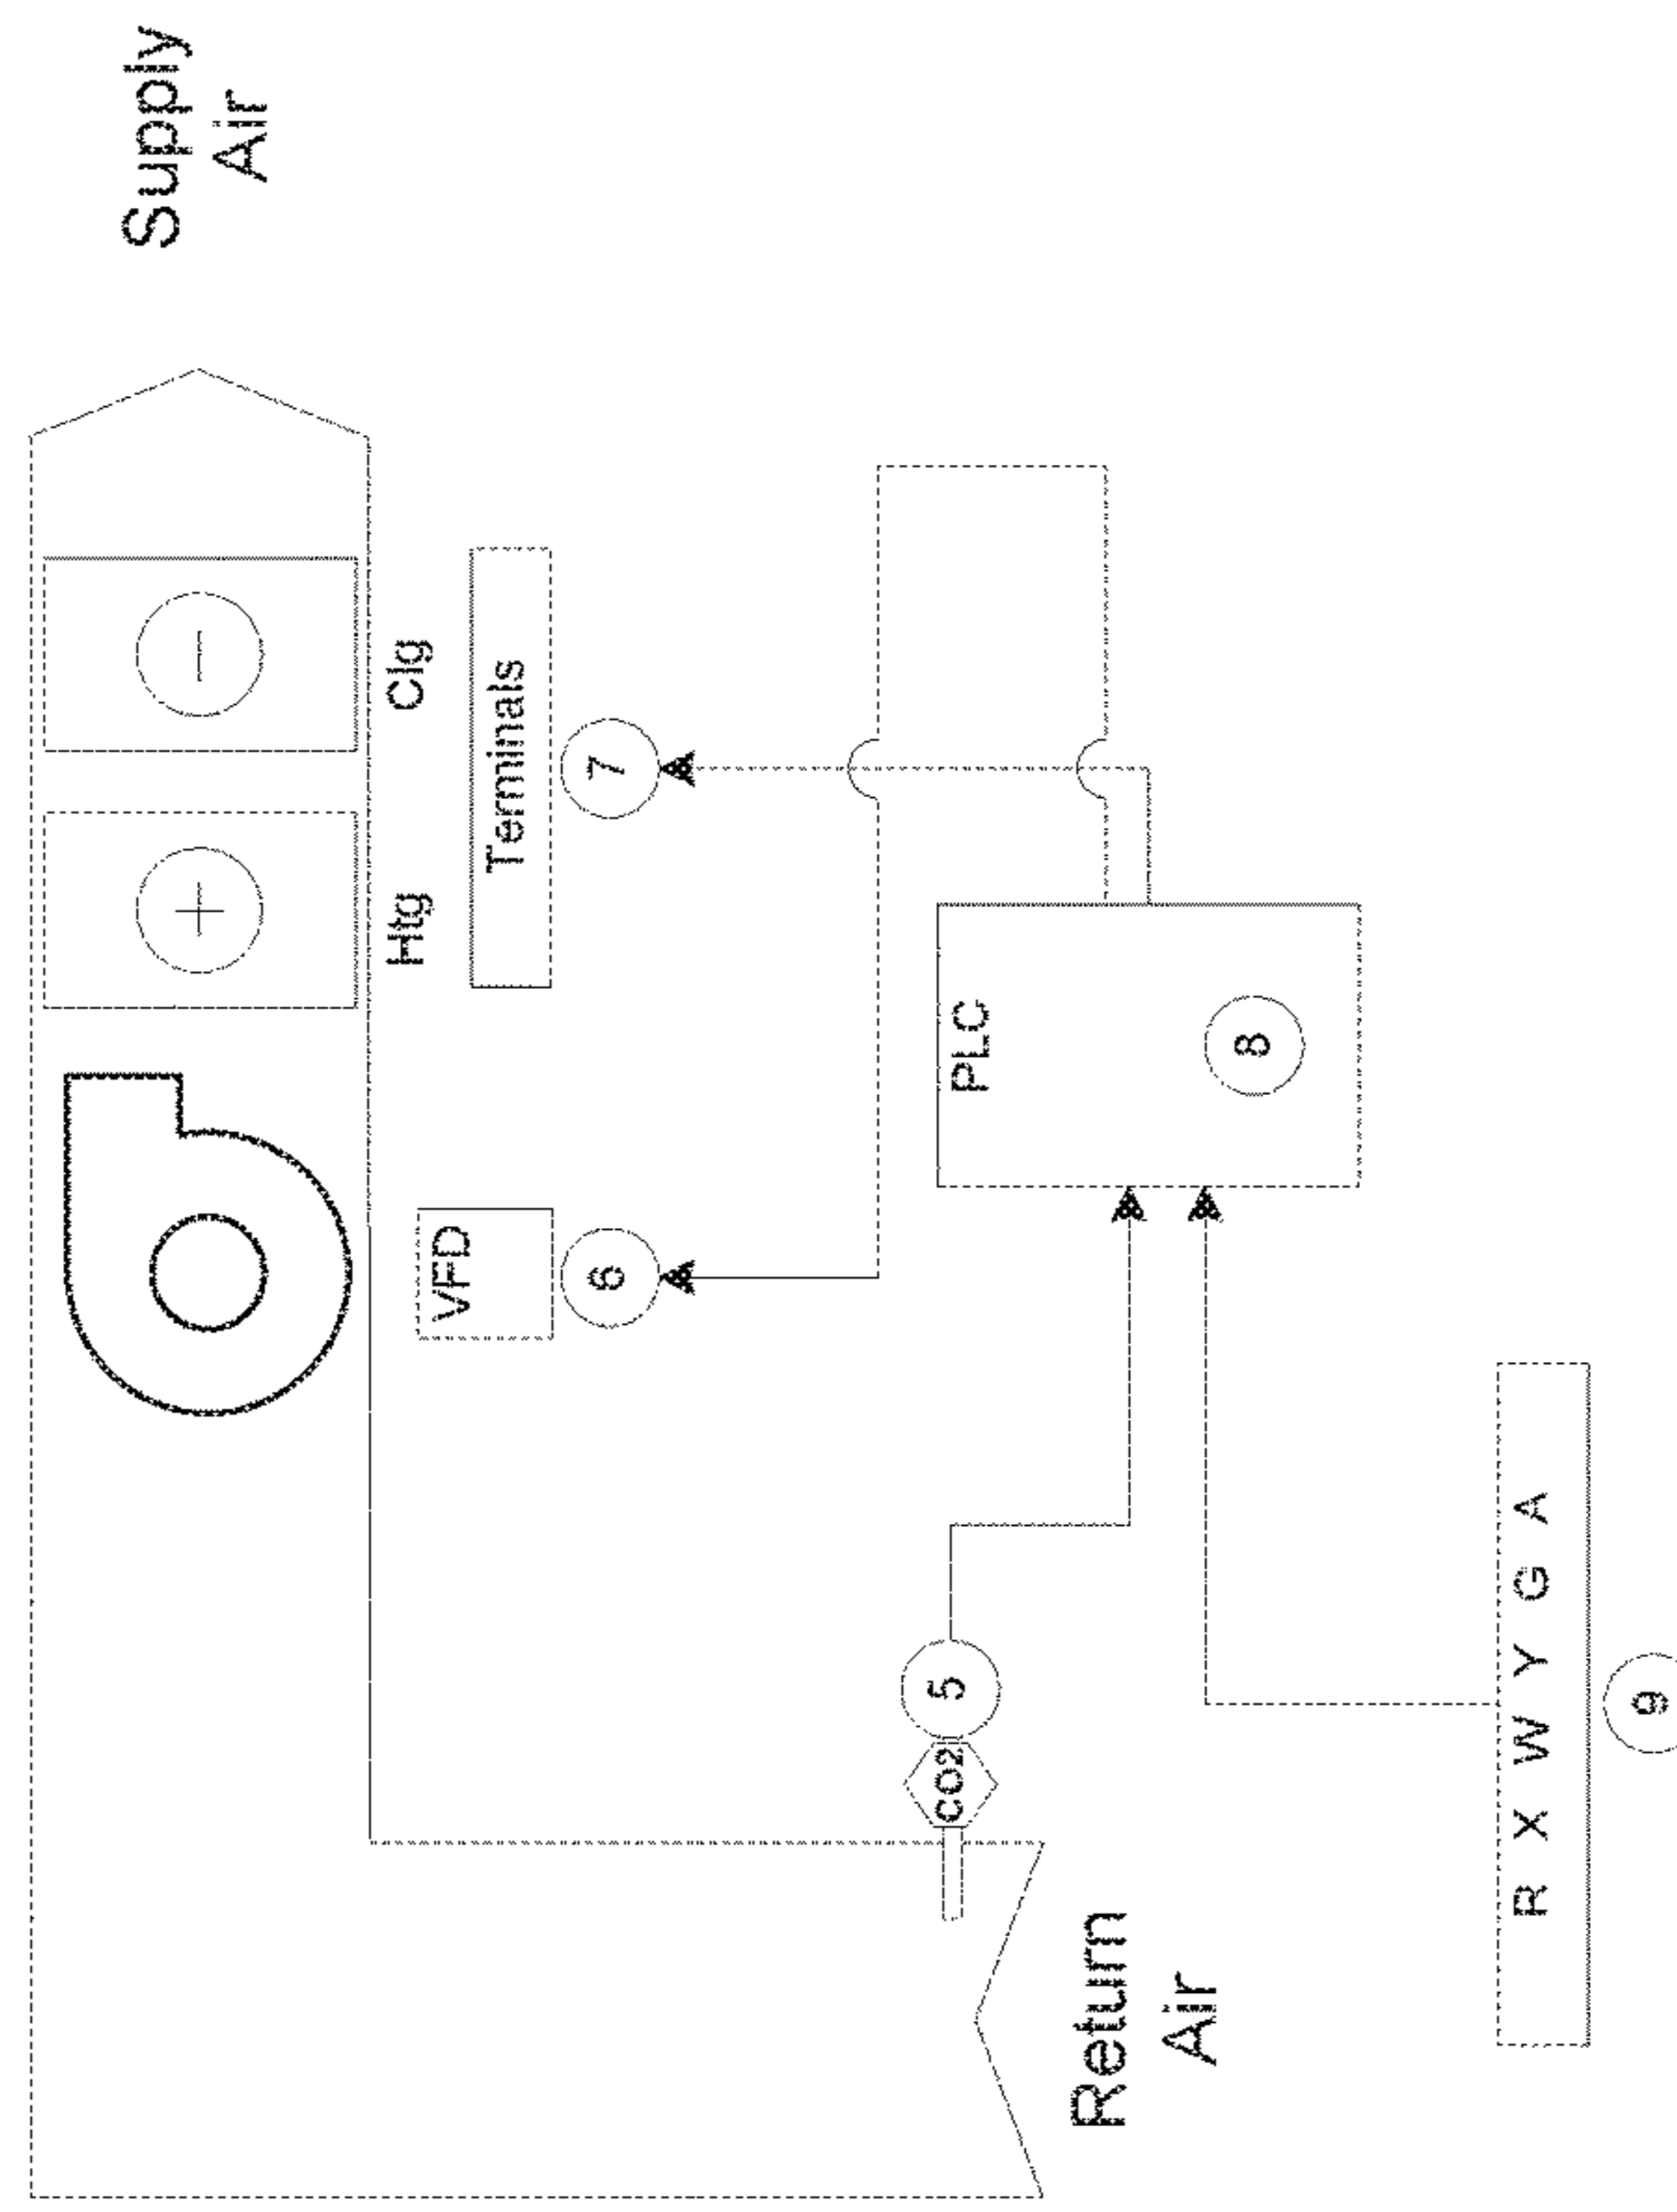 Supply
Air
+
−
Htg
Clg
VFD
6
Terminals
7
PLC
8
CO2
5
Return
Air
R X W Y G A
9